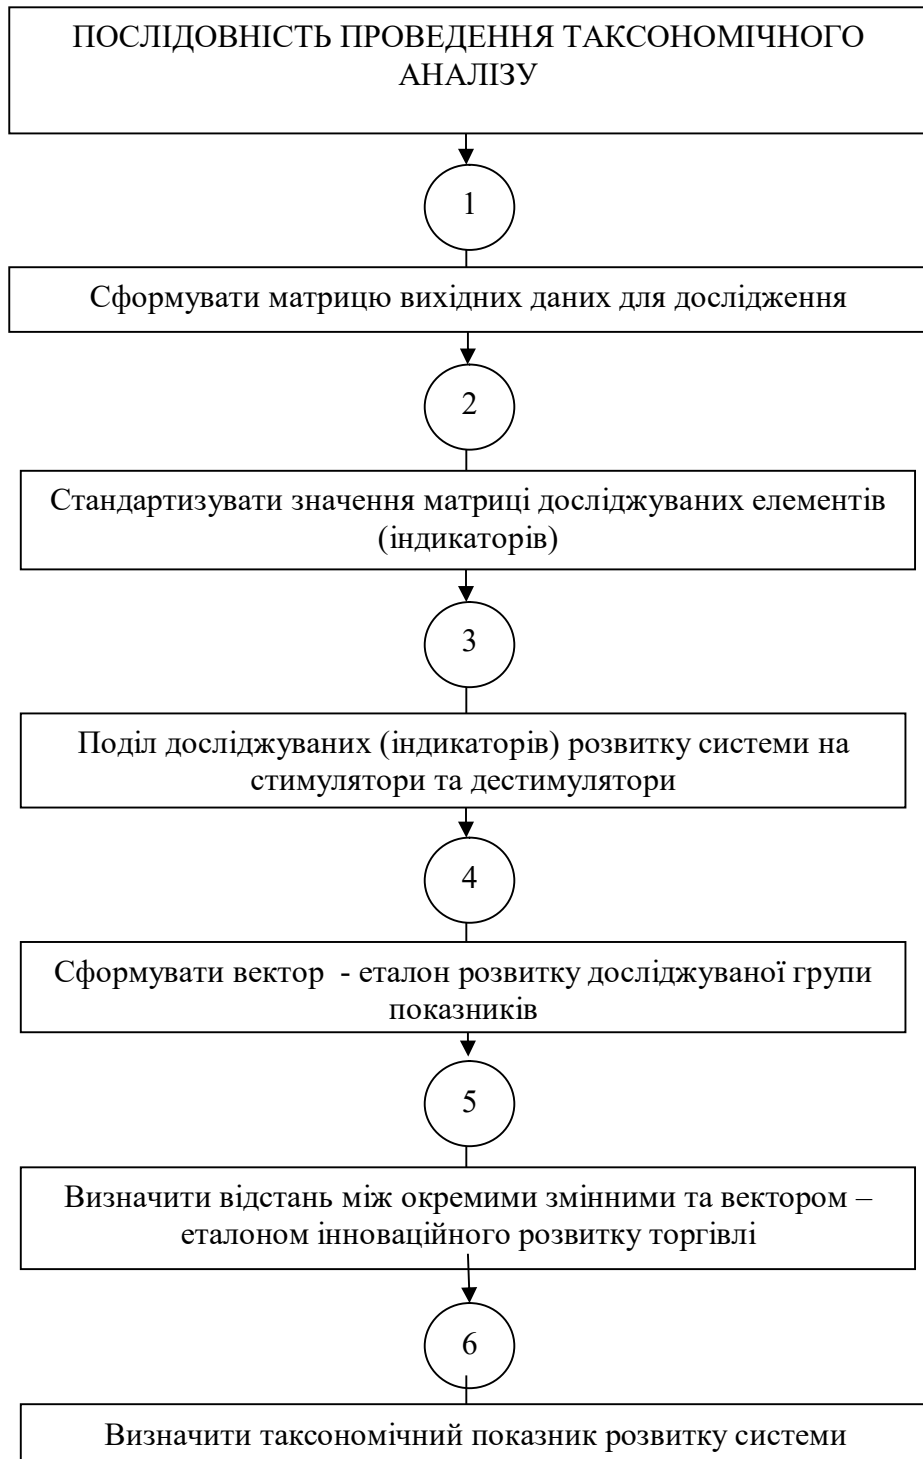 ПОСЛІДОВНІСТЬ ПРОВЕДЕННЯ ТАКСОНОМІЧНОГО
АНАЛІЗУ
1
Сформувати матрицю вихідних даних для дослідження
2
Стандартизувати значення матриці досліджуваних елементів
(індикаторів)
3
Поділ досліджуваних (індикаторів) розвитку системи на
стимулятори та дестимулятори
4
Сформувати вектор - еталон розвитку досліджуваної групи
показників
5
Визначити відстань між окремими змінними та вектором –
еталоном інноваційного розвитку торгівлі
6
Визначити таксономічний показник розвитку системи